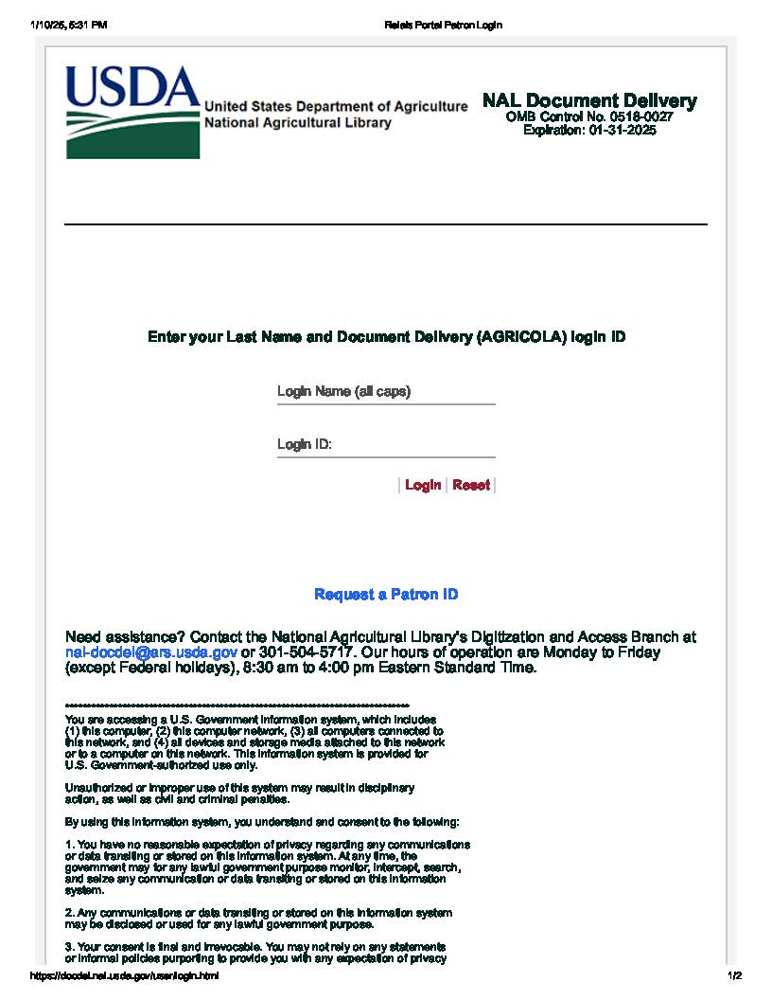 1/10/25, 5:31 PM Relais Portal Patron Login
USDA
United States Department of Agriculture
National Agricultural Library
NAL Document Delivery
OMB Control No. 0518-0027
Expiration: 01-31-2025
Enter your Last Name and Document Delivery (AGRICOLA) login ID
Login Name (all caps)
Login ID:
Login Reset
Request a Patron ID
Need assistance? Contact the National Agricultural Library's Digitization and Access Branch at
nal-docdel@ars.usda.gov or 301-504-5717. Our hours of operation are Monday to Friday
(except Federal holidays), 8:30 am to 4:00 pm Eastern Standard Time.
You are accessing a U.S. Government information system, which includes
(1) this computer, (2) this computer network, (3) all computers connected to
this network, and (4) all devices and storage media attached to this network
or to a computer on this network. This information system is provided for
U.S. Government-authorized use only.
Unauthorized or improper use of this system may result in disciplinary
action, as well as civil and criminal penalties.
By using this information system, you understand and consent to the following:
1. You have no reasonable expectation of privacy regarding any communications
or data transiting or stored on this information system. At any time, the
government may for any lawful government purpose monitor, intercept, search,
and seize any communication or data transiting or stored on this information
system.
2. Any communications or data transiting or stored on this information system
may be disclosed or used for any lawful government purpose.
3. Your consent is final and irrevocable. You may not rely on any statements
or informal policies purporting to provide you with any expectation of privacy
https://docdel.nal.usda.gov/user/login.html 1/2